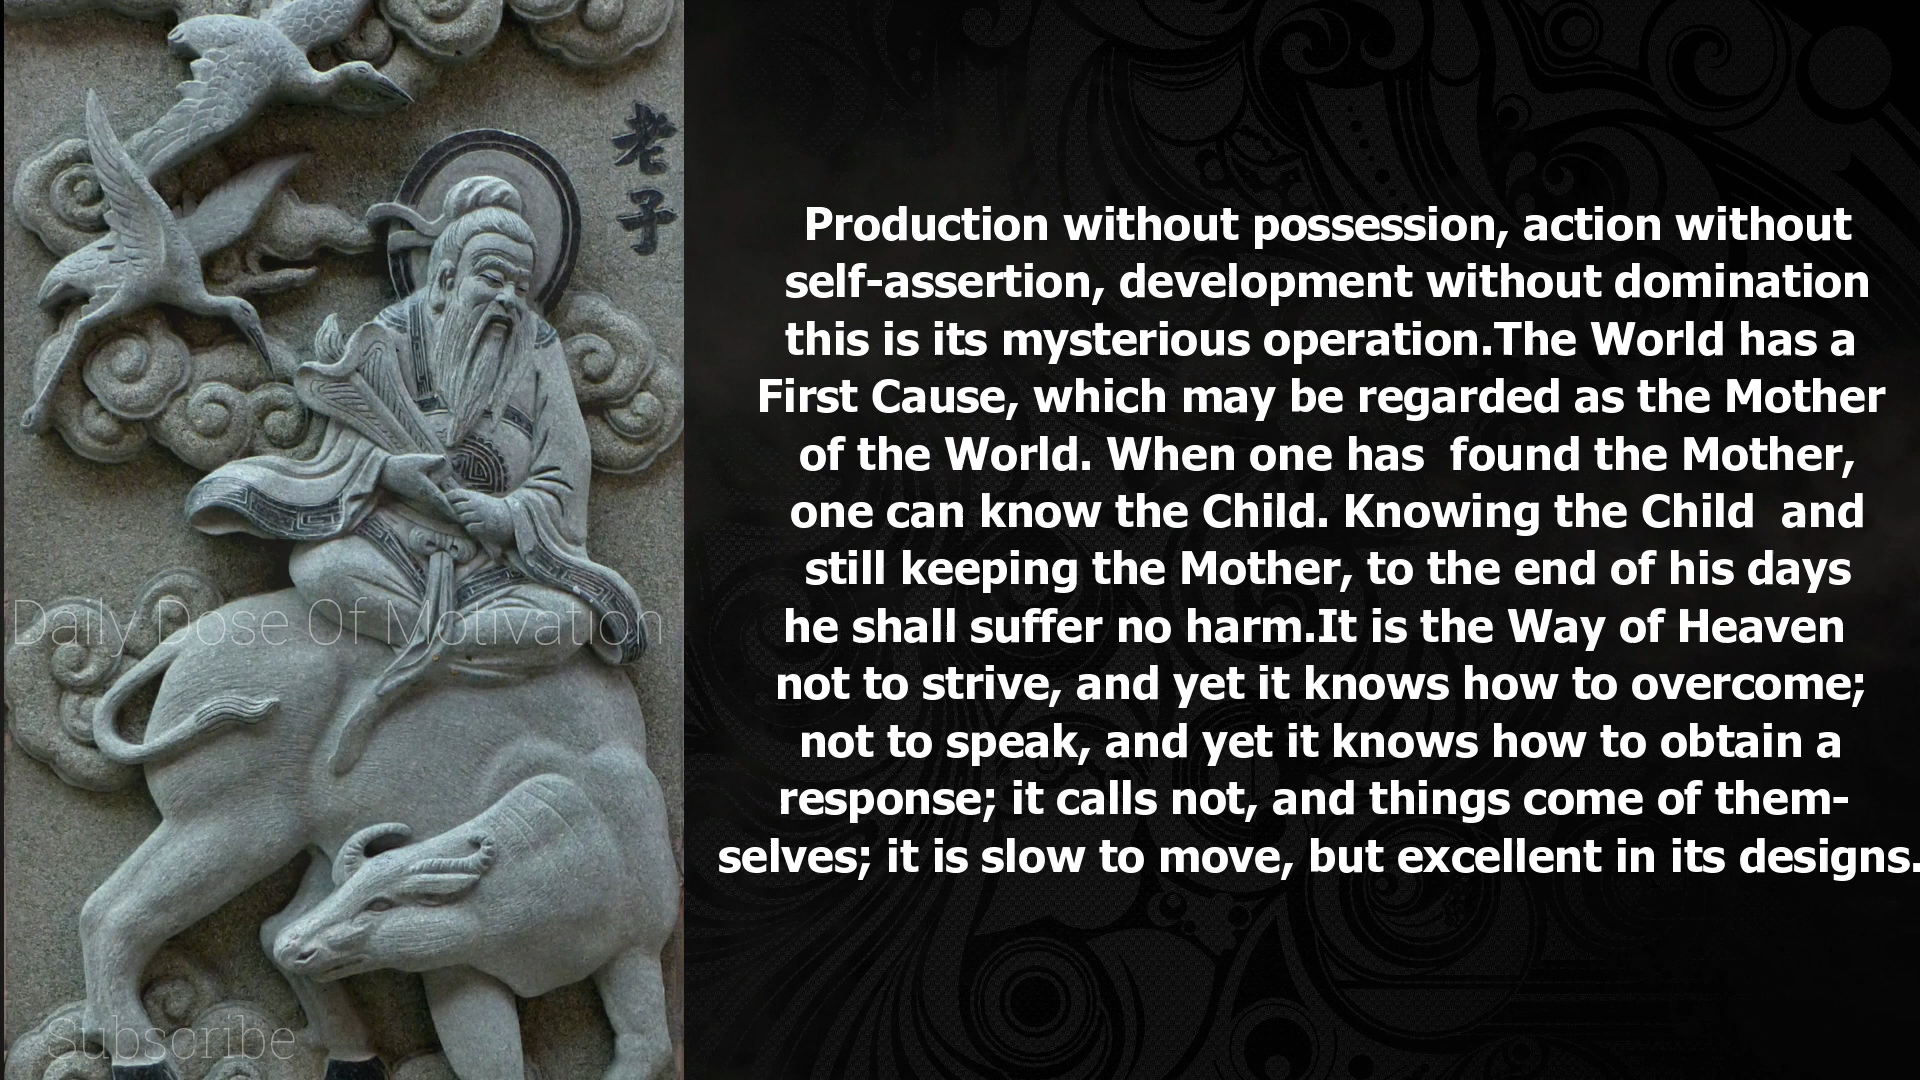 老
子
Production without possession, action without
self-assertion, development without domination
this is its mysterious operation.The World has a
First Cause, which may be regarded as the Mother
of the World. When one has  found the Mother,
one can know the Child. Knowing the Child  and
still keeping the Mother, to the end of his days
he shall suffer no harm.It is the Way of Heaven
not to strive, and yet it knows how to overcome;
not to speak, and yet it knows how to obtain a
response; it calls not, and things come of them-
selves; it is slow to move, but excellent in its designs.
Daily Dose Of Motivation
Subscribe